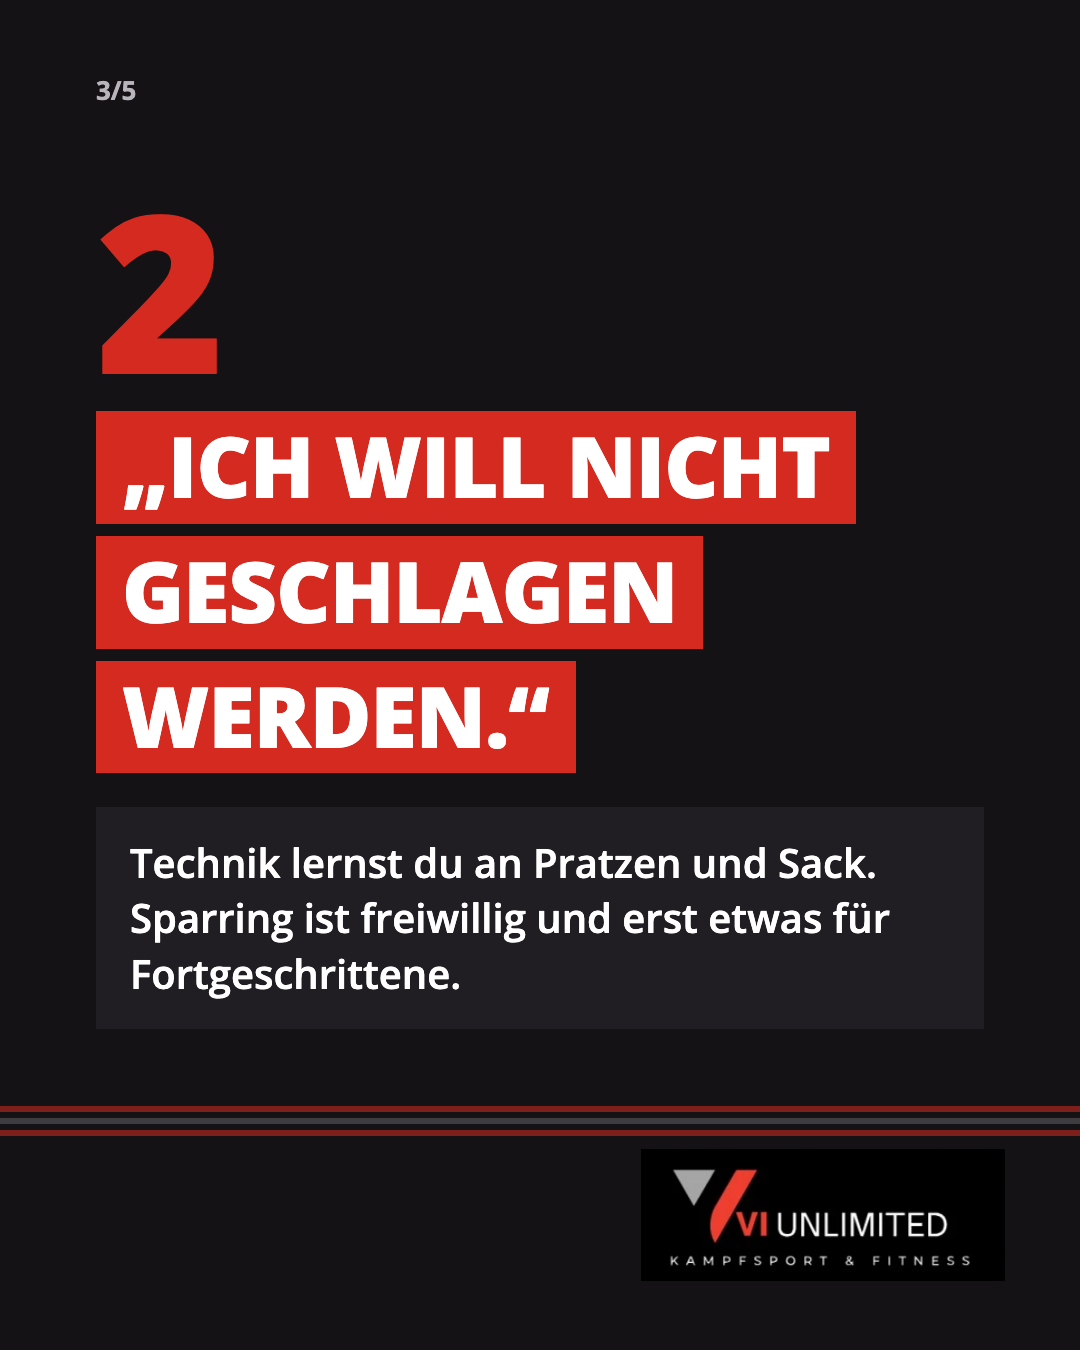 3/5
2
„ICH WILL NICHT
GESCHLAGEN
WERDEN.“
Technik lernst du an Pratzen und Sack.
Sparring ist freiwillig und erst etwas für
Fortgeschrittene.
VI UNLIMITED
KAMPFSPORT & FITNESS